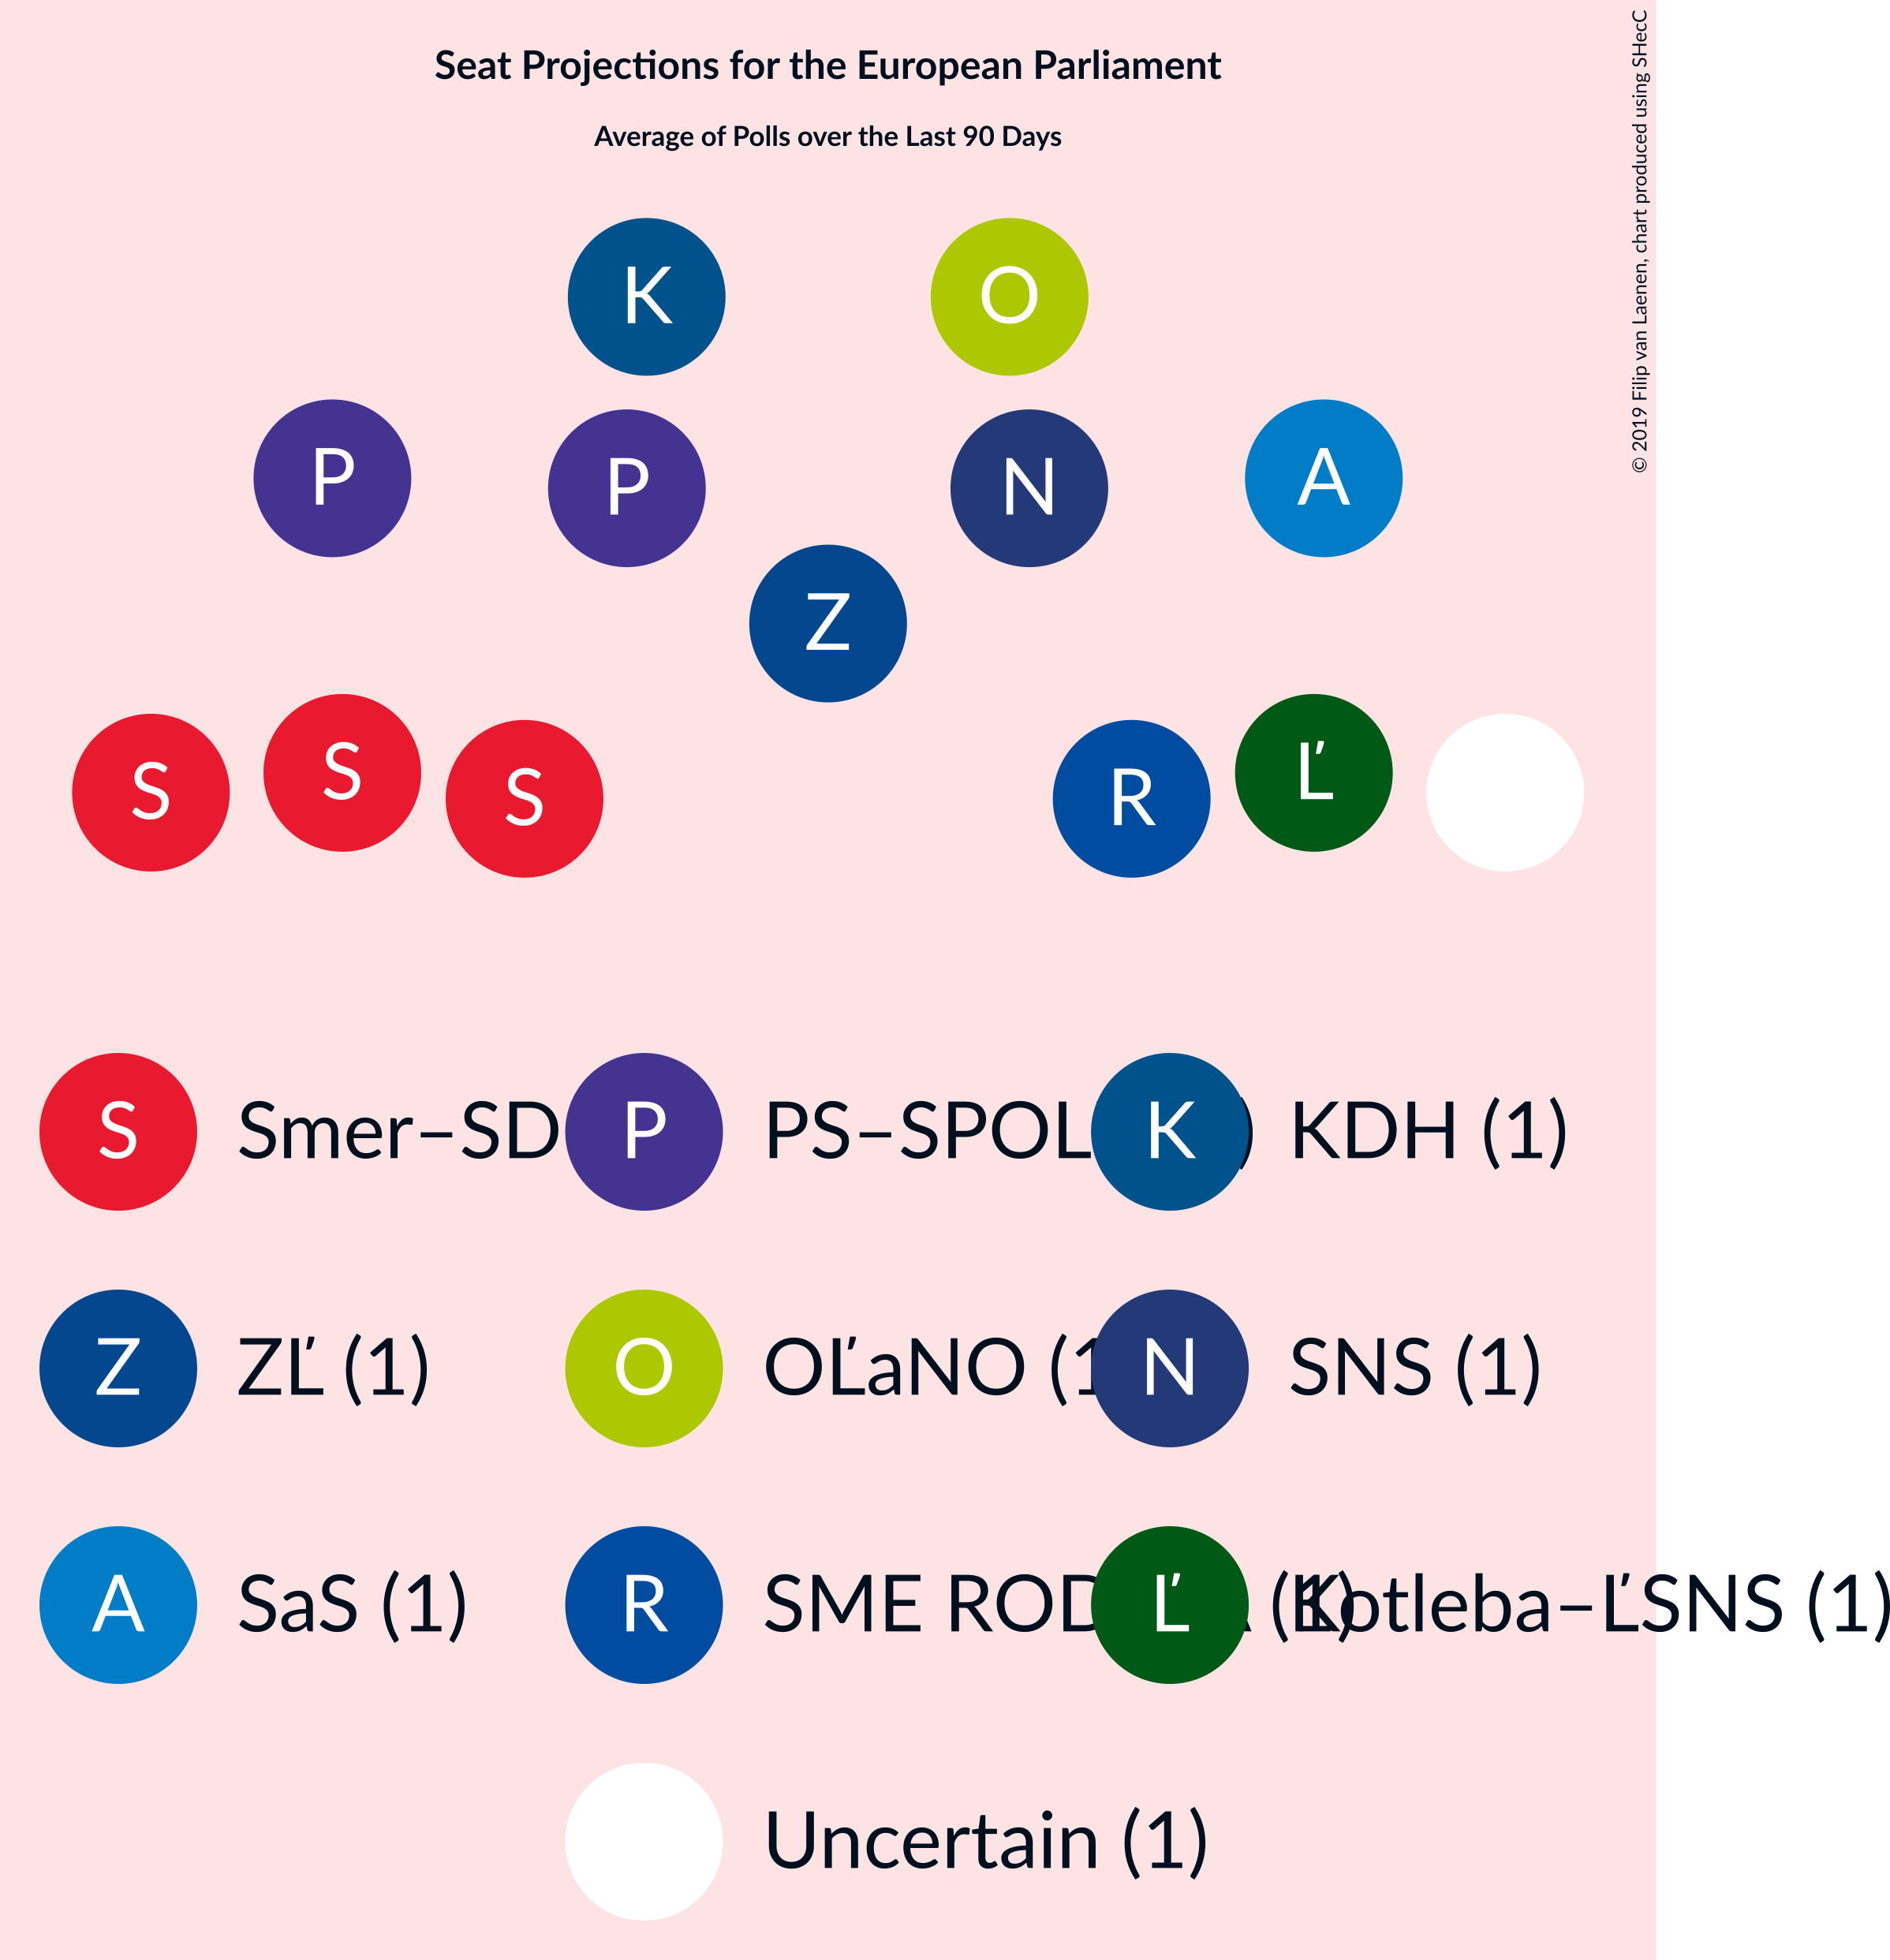 Seat Projections for the European Parliament
Average of Polls over the Last 90 Days
© 2019 Filip van Laenen, chart produced using SHecC
K O
P P N A
Z
S S S R Ľ
S Smer–SD P PS–SPOL K KDH (1)
Z ZĽ (1) O OĽaNO (1 N SNS (1)
A SaS (1) R SME Ľ Kotleba–ĽSNS (1)
Uncertain (1)